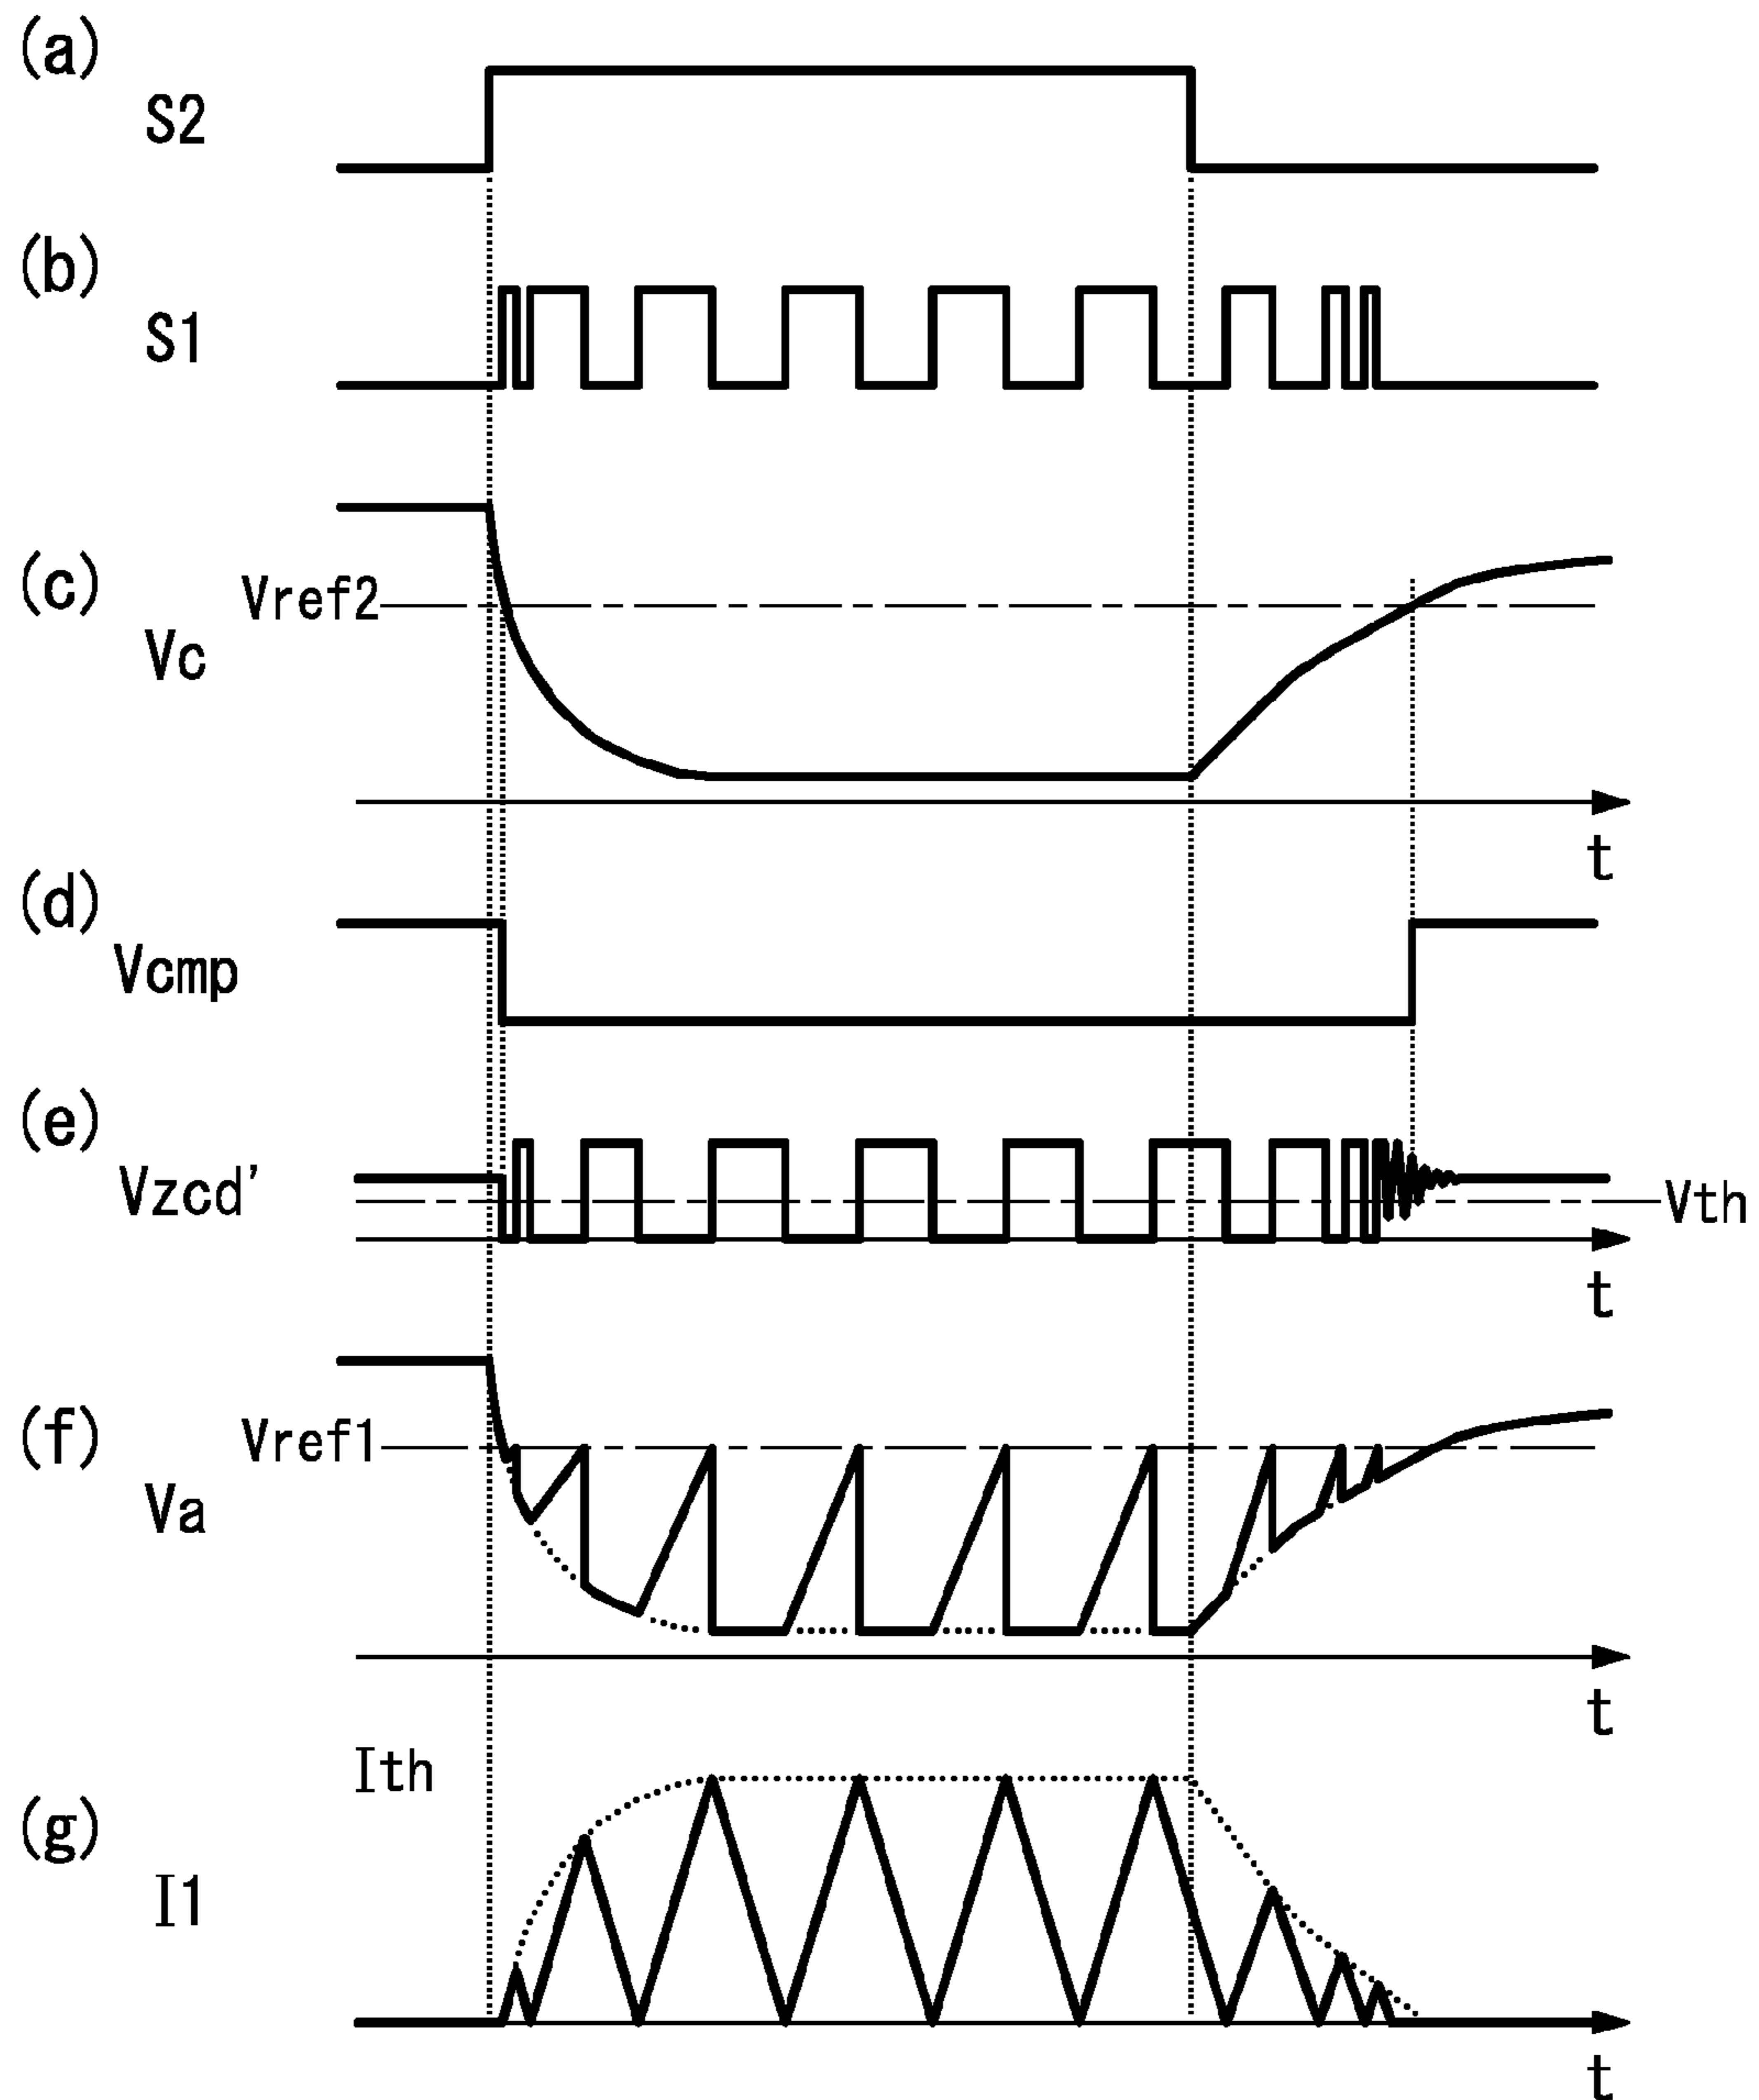 (a)
S2
(b)
S1
(c)
Vref2
Vc
t
(d)
Vcmp
(e)
Vzcd'
Vth
t
(f)
Vref1
Va
t
Ith
(g)
I1
t